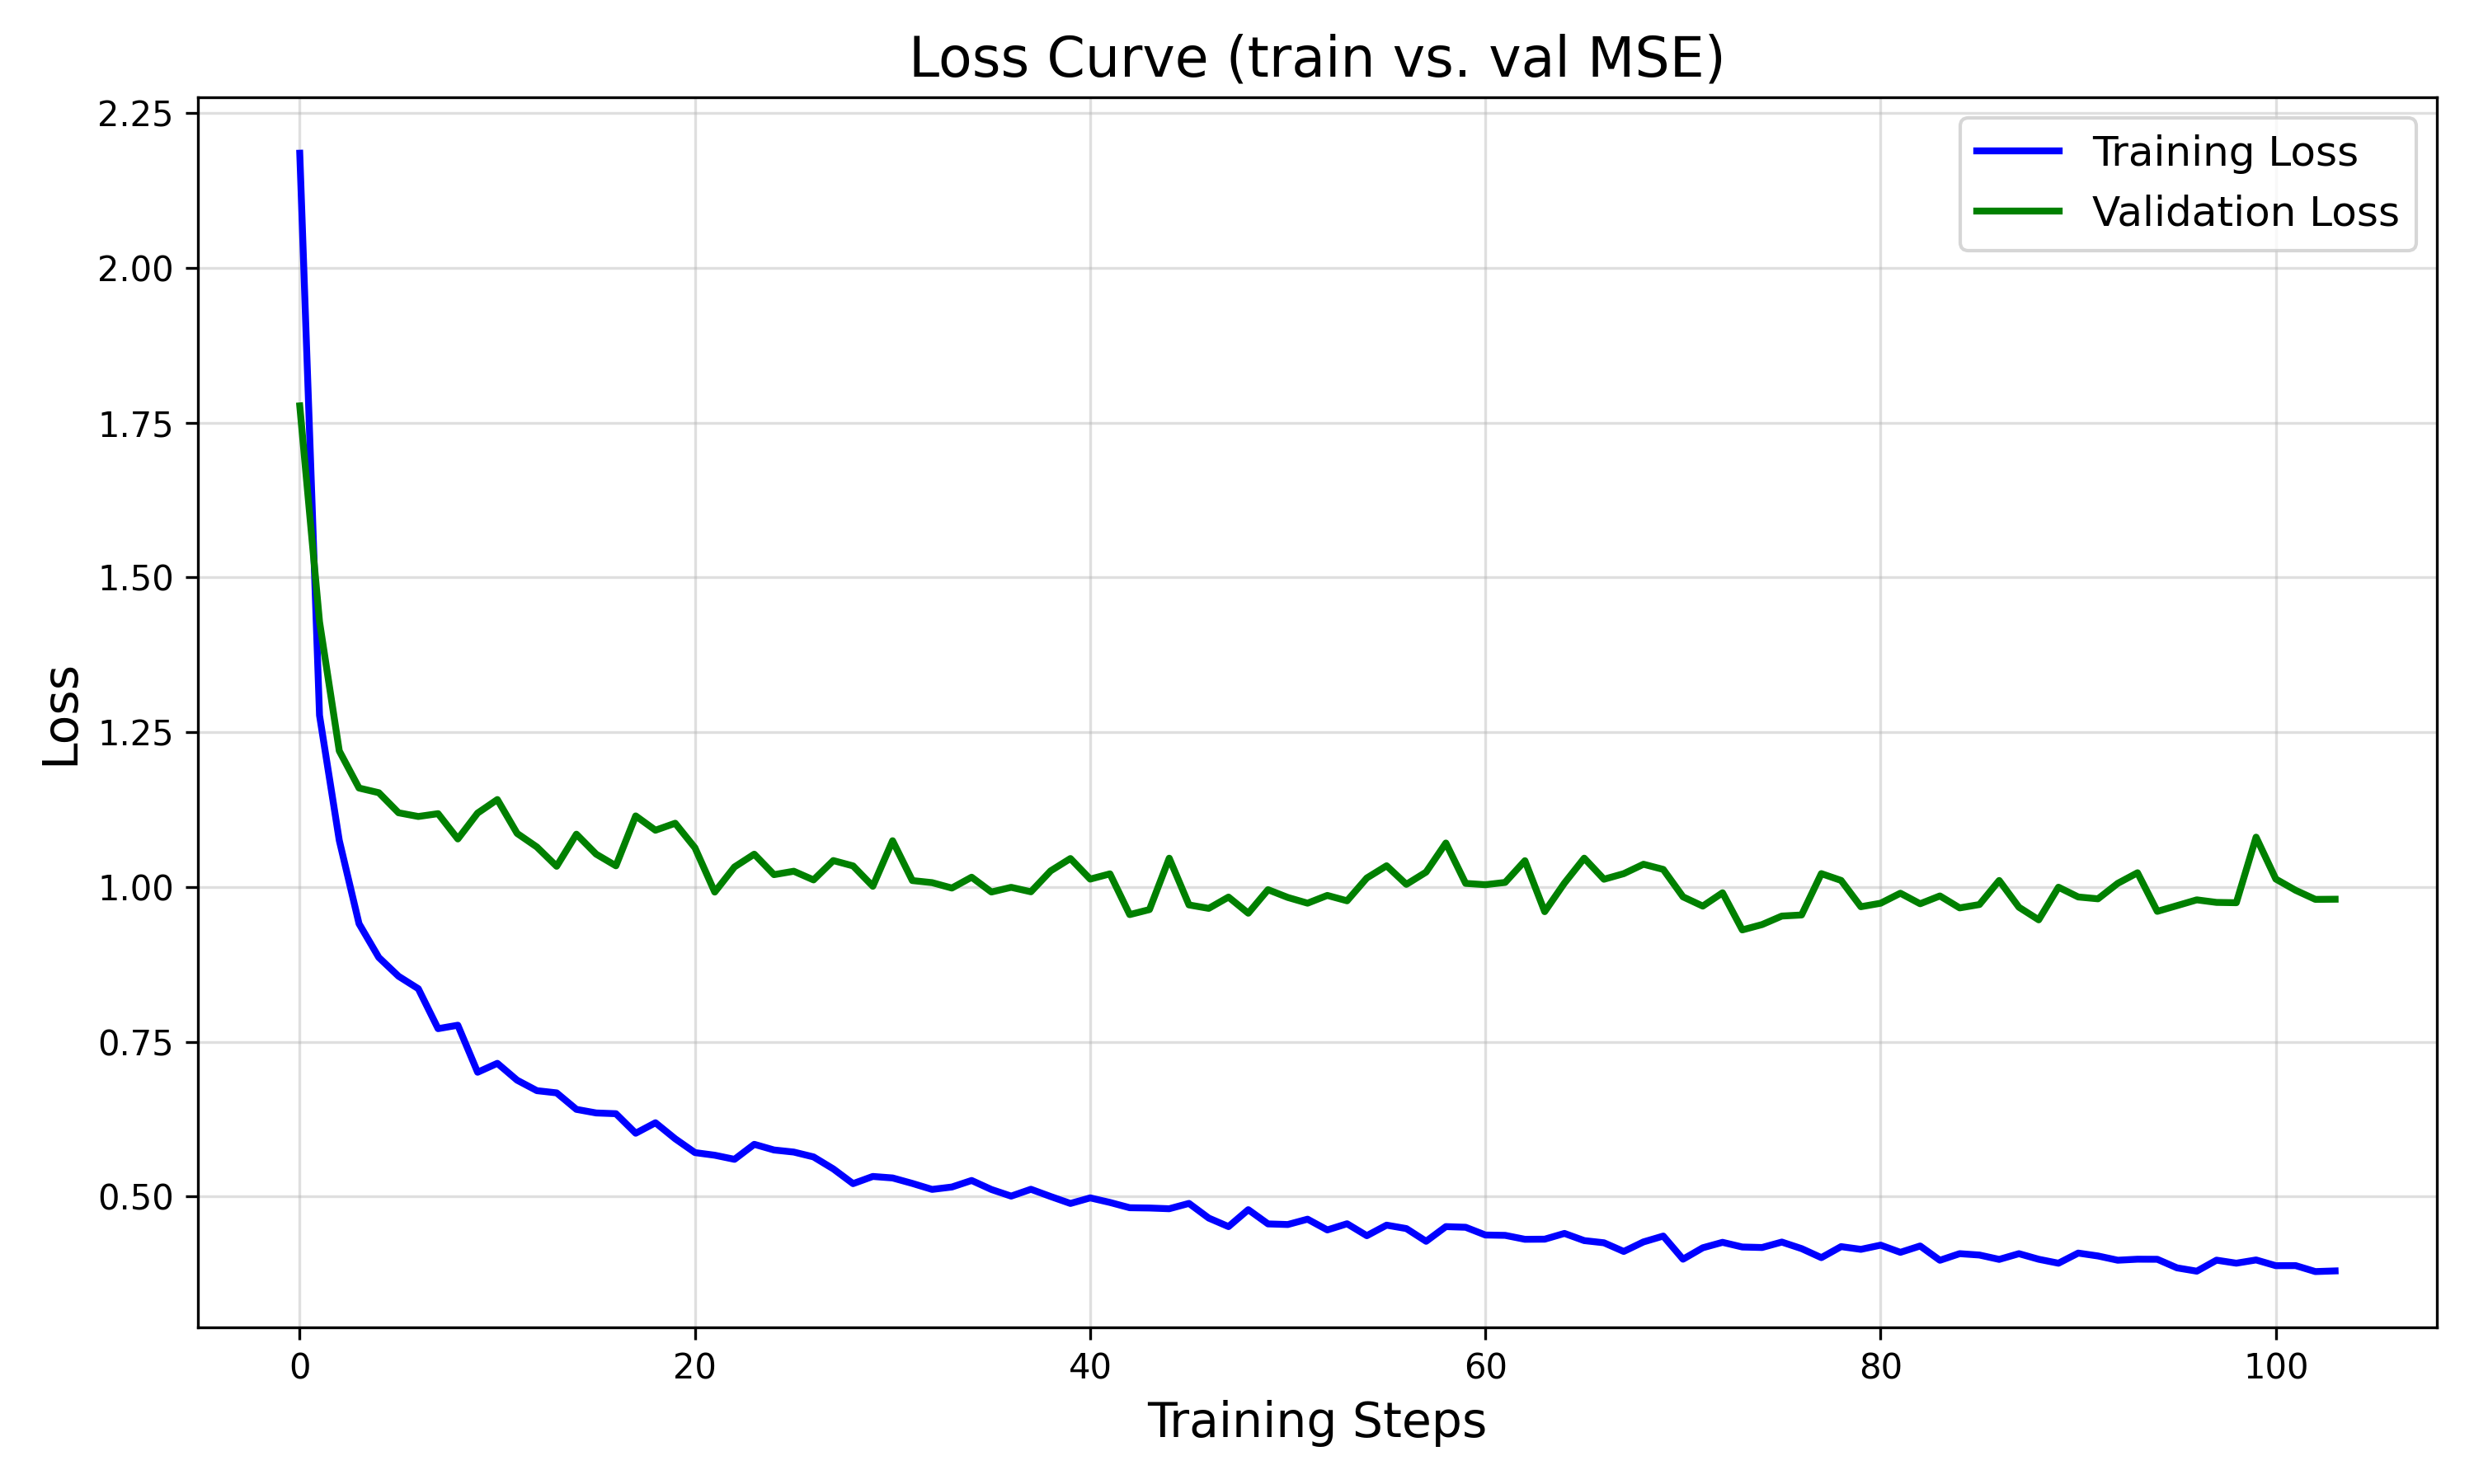 Loss Curve (train vs. val MSE)
Training Loss
Validation Loss
Loss
2.25
2.00
1.75
1.50
1.25
1.00
0.75
0.50
0 20 40 60 80 100
Training Steps